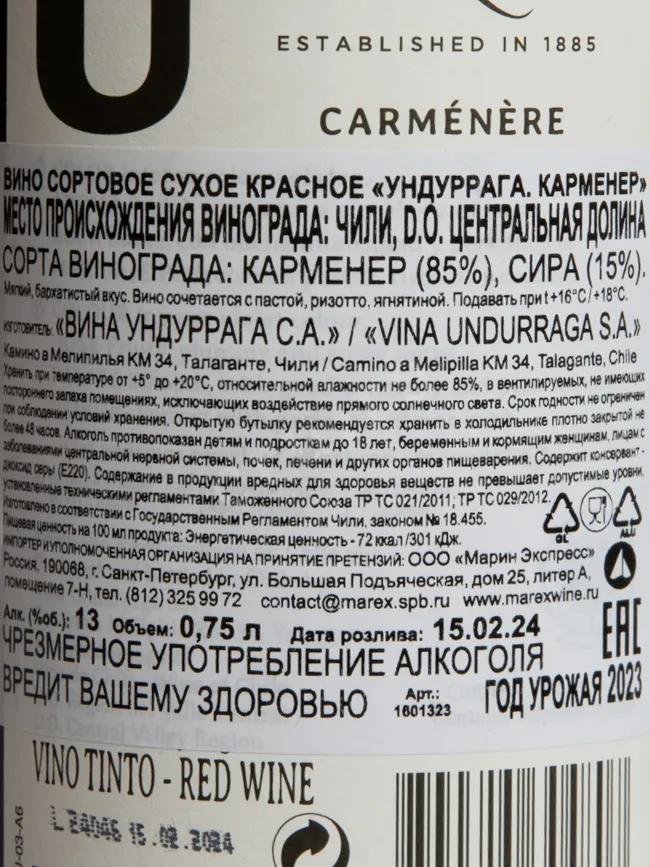 U
ESTABLISHED IN 1885
CARMÉNÈRE
ВИНО СОРТОВОЕ СУХОЕ КРАСНОЕ «УНДУРРАГА. КАРМЕНЕР»
МЕСТО ПРОИСХОЖДЕНИЯ ВИНОГРАДА: ЧИЛИ, D.O. ЦЕНТРАЛЬНАЯ ДОЛИНА
СОРТА ВИНОГРАДА: КАРМЕНЕР (85%), СИРА (15%).
Мягкий, бархатистый вкус. Вино сочетается с пастой, ризотто, ягнятиной. Подавать при t +16°C / +18°C.
ИЗГОТОВИТЕЛЬ: «ВИНА УНДУРРАГА С.А.» / «VINA UNDURRAGA S.A.»
Камино а Мелипилья КМ 34, Талаганте, Чили / Camino a Melipilla KM 34, Talagante, Chile
Хранить при температуре от +5° до +20°С, относительной влажности не более 85%, в вентилируемых, не имеющих
постороннего запаха помещениях, исключающих воздействие прямого солнечного света. Срок годности не ограничен
при соблюдении условий хранения. Открытую бутылку рекомендуется хранить в холодильнике плотно закрытой не
более 48 часов. Алкоголь противопоказан детям и подросткам до 18 лет, беременным и кормящим женщинам, лицам с
заболеваниями центральной нервной системы, почек, печени и других органов пищеварения. Содержит консервант -
диоксид серы (Е220). Содержание в продукции вредных для здоровья веществ не превышает допустимые уровни,
установленные техническими регламентами Таможенного Союза ТР ТС 021/2011; ТР ТС 029/2012.
Изготовлено в соответствии с Государственным Регламентом Чили, законом № 18.455.
Пищевая ценность на 100 мл продукта: Энергетическая ценность - 72 ккал /301 кДж.
GL
ALU
ИМПОРТЕР И УПОЛНОМОЧЕННАЯ ОРГАНИЗАЦИЯ НА ПРИНЯТИЕ ПРЕТЕНЗИЙ: ООО «Марин Экспресс»
Россия, 190068, г. Санкт-Петербург, ул. Большая Подъяческая, дом 25, литер А,
помещение 7-Н, тел. (812) 325 99 72 contact@marex.spb.ru www.marexwine.ru
Алк. (%об.): 13 Объем: 0,75 л Дата розлива: 15.02.24
EAC
ЧРЕЗМЕРНОЕ УПОТРЕБЛЕНИЕ АЛКОГОЛЯ
ВРЕДИТ ВАШЕМУ ЗДОРОВЬЮ
Арт.:
1601323
ГОД УРОЖАЯ 2023
D.O. Central Valley Region
VINO TINTO - RED WINE
L 24046 15.02.2024
-03-A6